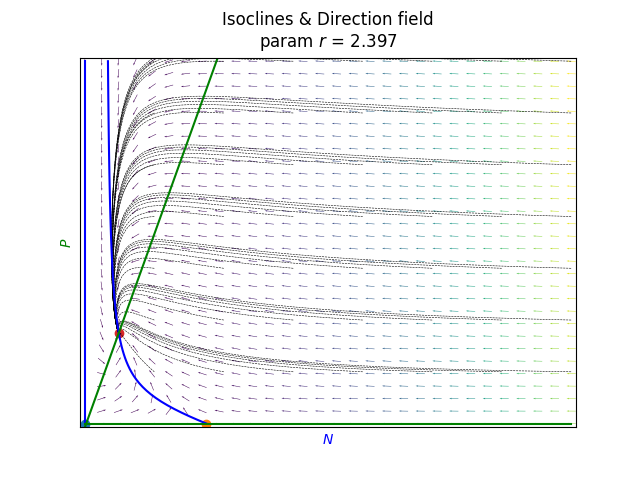 Isoclines & Direction field
param r = 2.397
P
N